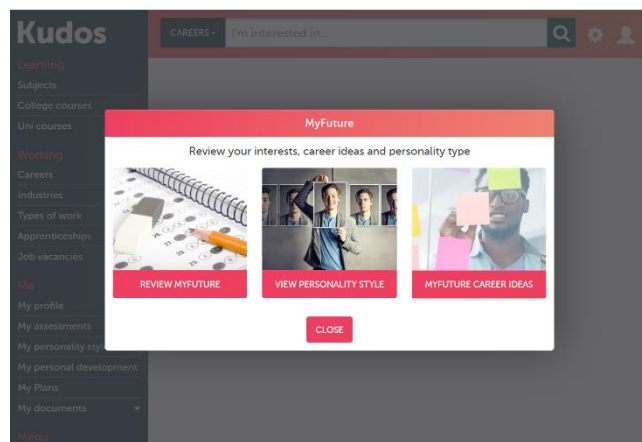 Kudos
CAREERS
I'm interested in...
Learning
Subjects
College courses
Uni courses
Working
Careers
Industries
Types of work
Apprenticeships
Job vacancies
Me
My profile
My assessments
My personality
My personal development
My Plans
My documents
Menu
MyFuture
Review your interests, career ideas and personality type
REVIEW MYFUTURE
VIEW PERSONALITY STYLE
MYFUTURE CAREER IDEAS
CLOSE